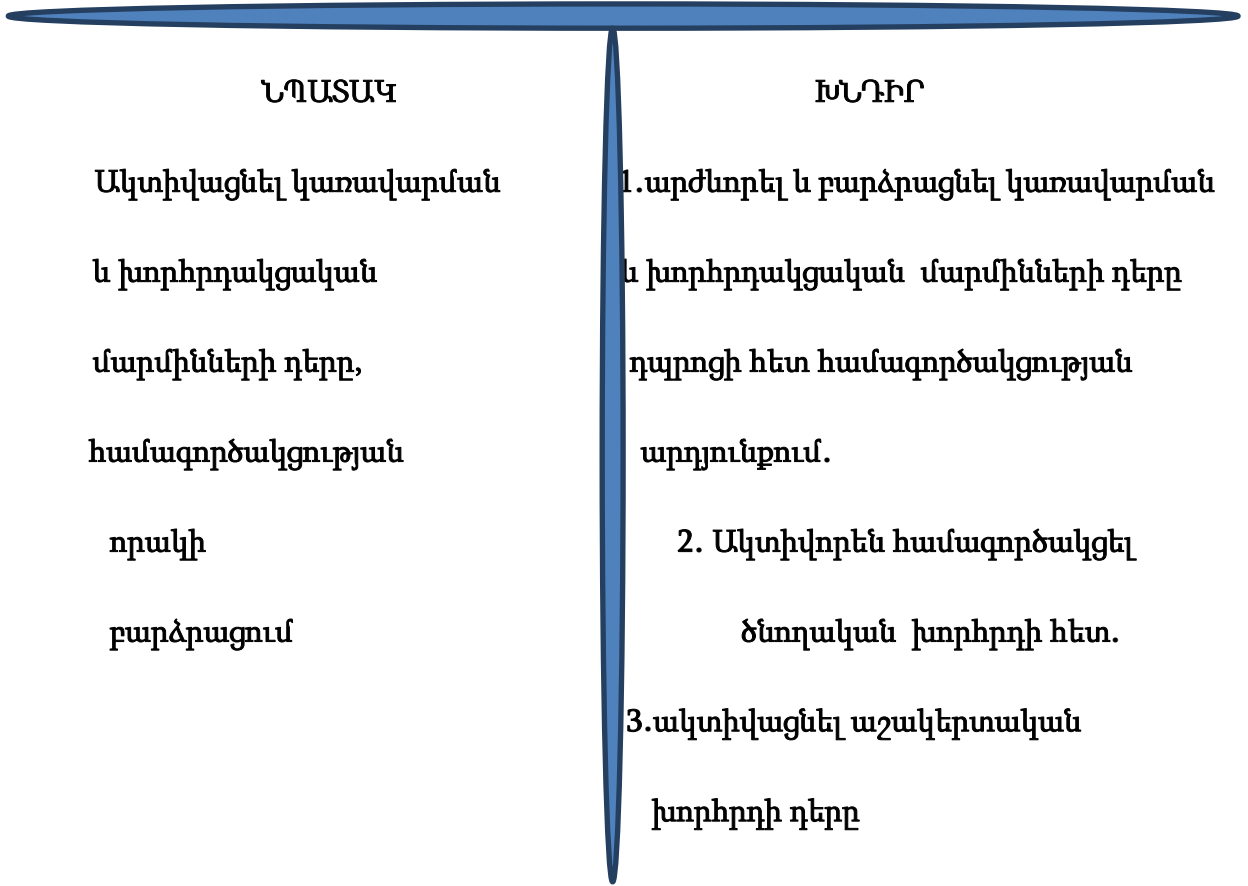 ՆՊԱՏԱԿ
Ակտիվացնել կառավարման
և խորհրդակցական
մարմինների դերը,
համագործակցության
որակի
բարձրացում
ԽՆԴԻՐ
1.արժևորել և բարձրացնել կառավարման
և խորհրդակցական մարմինների դերը
դպրոցի հետ համագործակցության
արդյունքում.
2. Ակտիվորեն համագործակցել
ծնողական խորհրդի հետ.
3.ակտիվացնել աշակերտական
խորհրդի դերը